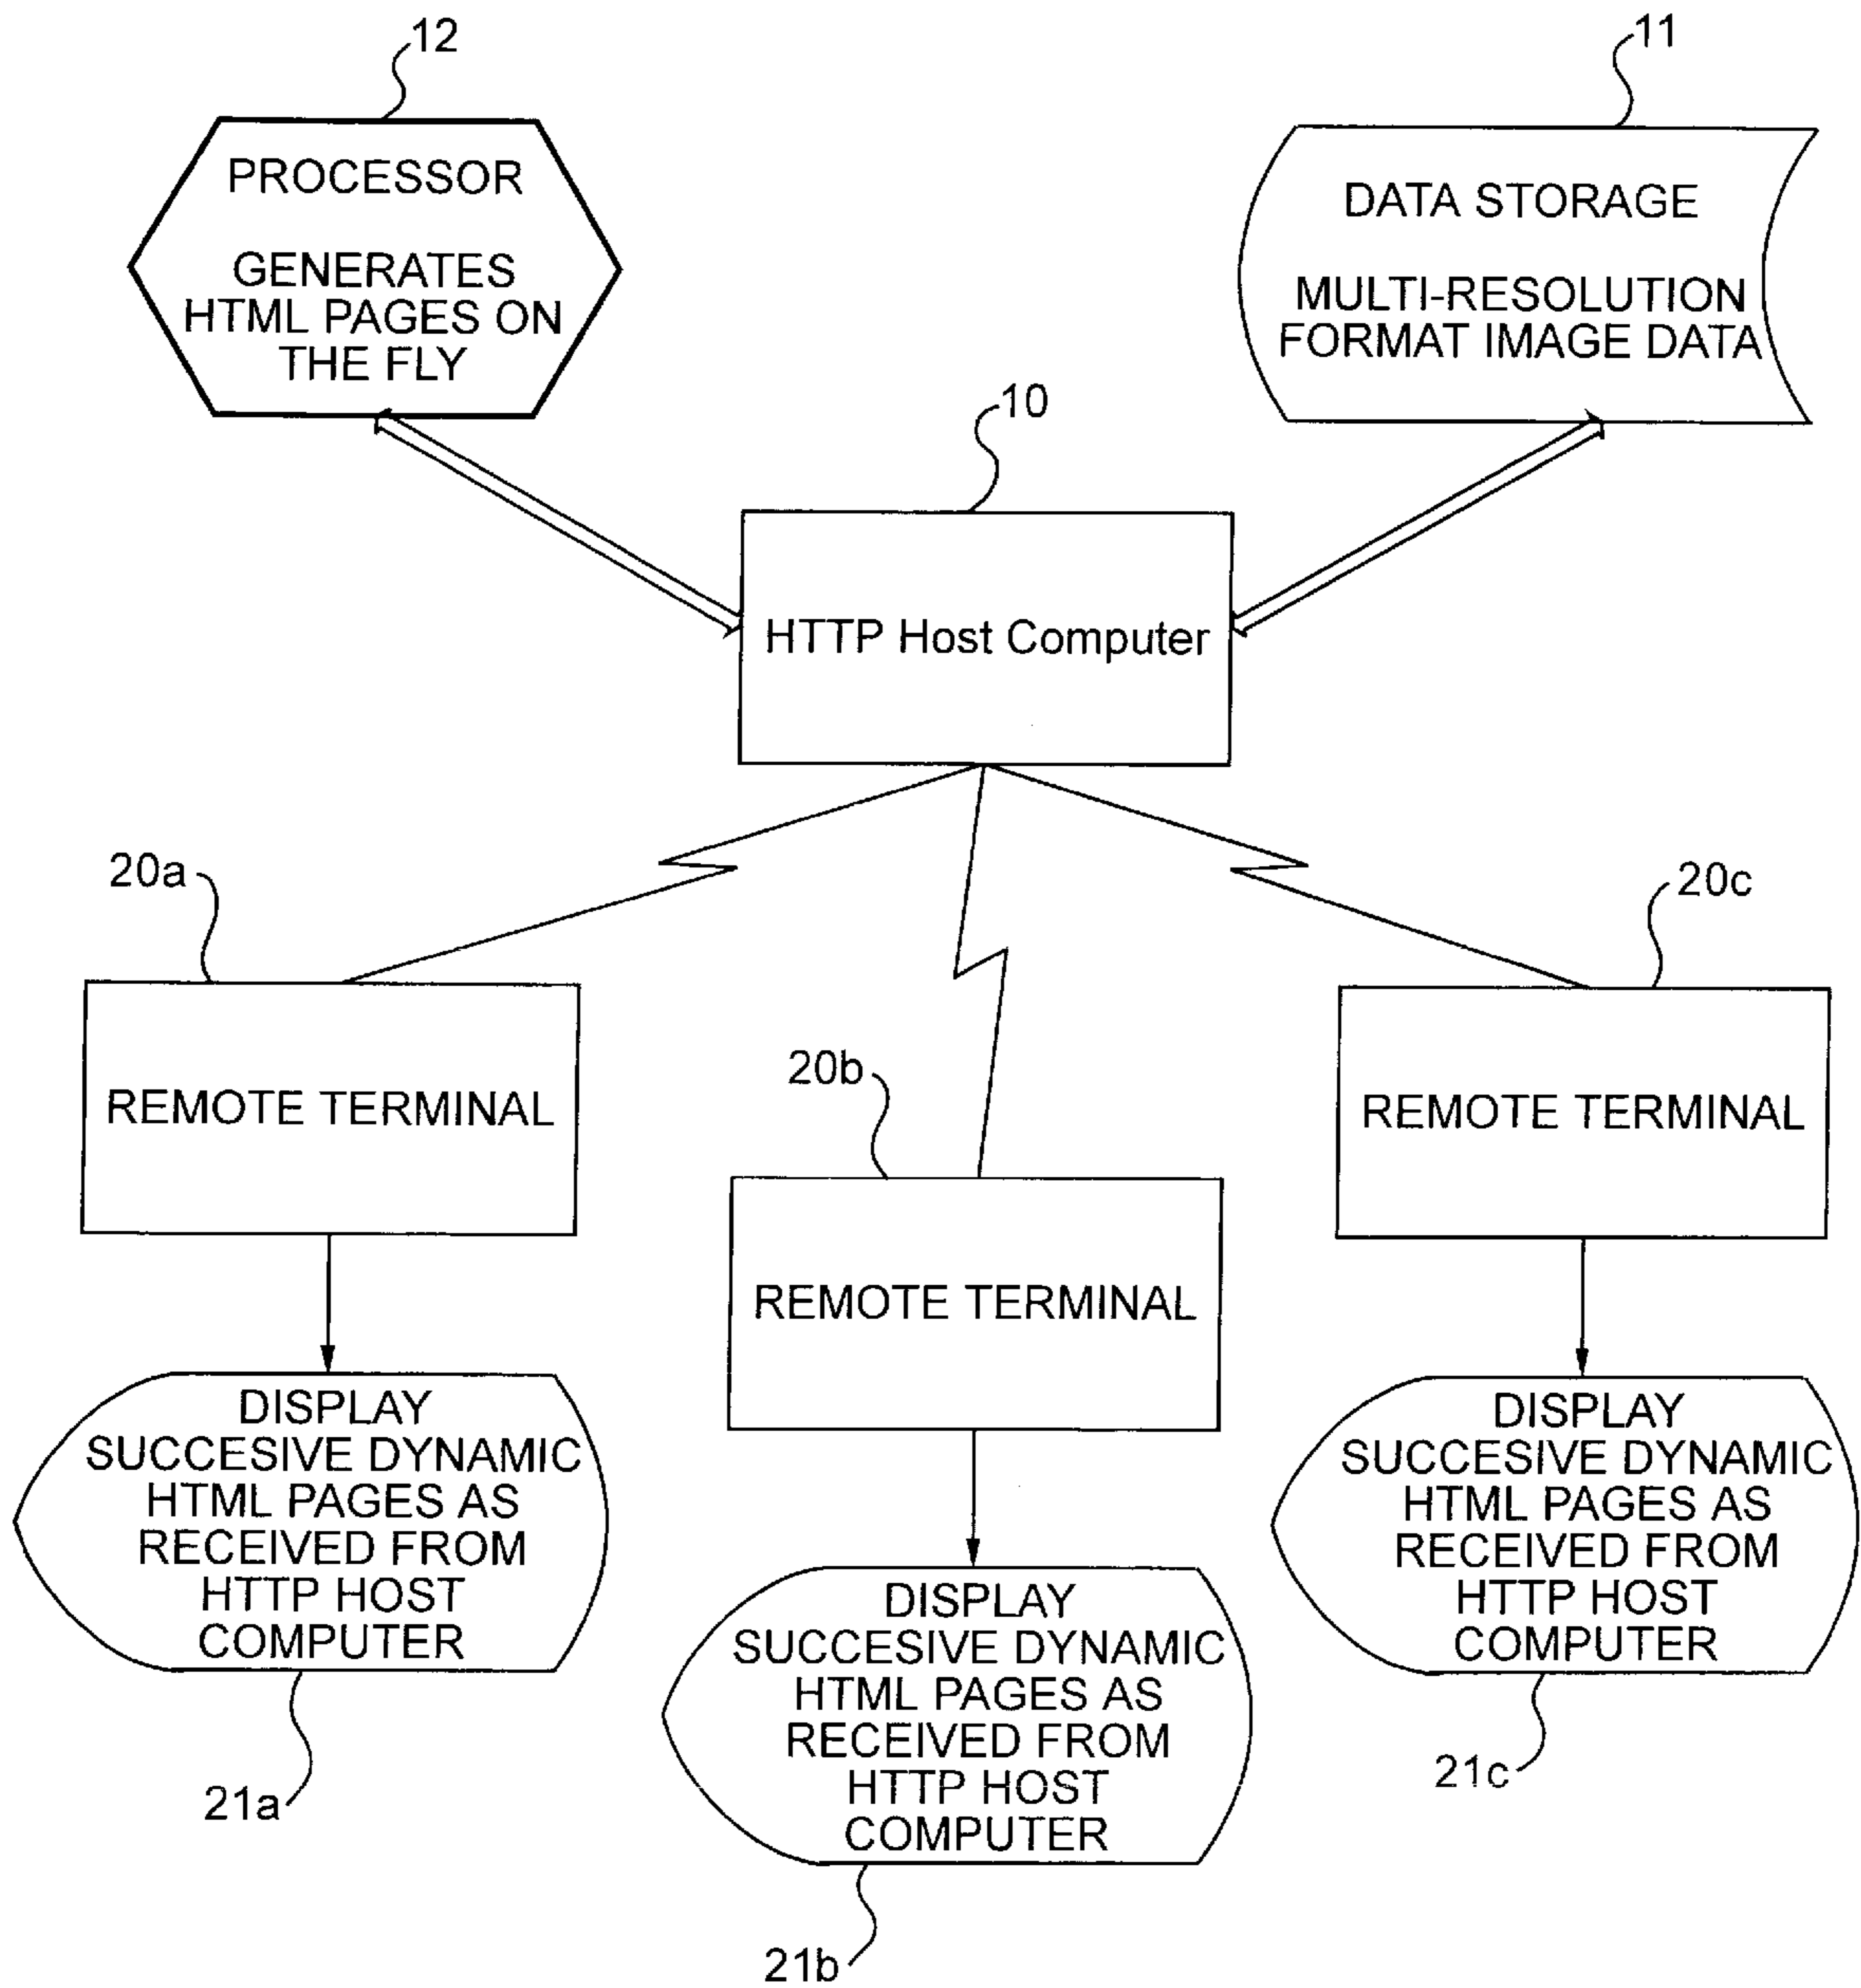 12
11
PROCESSOR
GENERATES
HTML PAGES ON
THE FLY
DATA STORAGE
MULTI-RESOLUTION
FORMAT IMAGE DATA
10
HTTP Host Computer
20a
20c
REMOTE TERMINAL
20b
REMOTE TERMINAL
REMOTE TERMINAL
DISPLAY
SUCCESIVE DYNAMIC
HTML PAGES AS
RECEIVED FROM
HTTP HOST
COMPUTER
DISPLAY
SUCCESIVE DYNAMIC
HTML PAGES AS
RECEIVED FROM
HTTP HOST
COMPUTER
DISPLAY
SUCCESIVE DYNAMIC
HTML PAGES AS
RECEIVED FROM
HTTP HOST
COMPUTER
21a
21c
21b